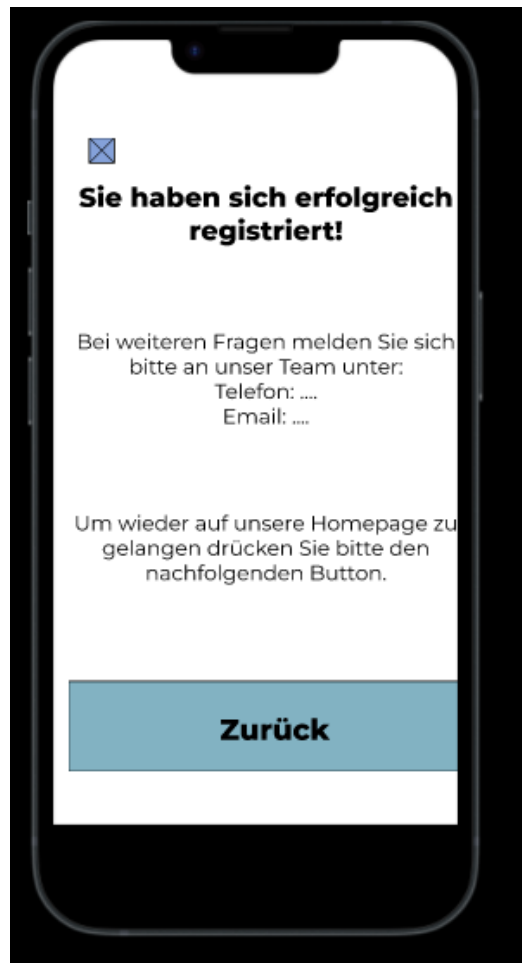 Sie haben sich erfolgreich
registriert!
Bei weiteren Fragen melden Sie sich
bitte an unser Team unter:
Telefon: ....
Email: ....
Um wieder auf unsere Homepage zu
gelangen drücken Sie bitte den
nachfolgenden Button.
Zurück